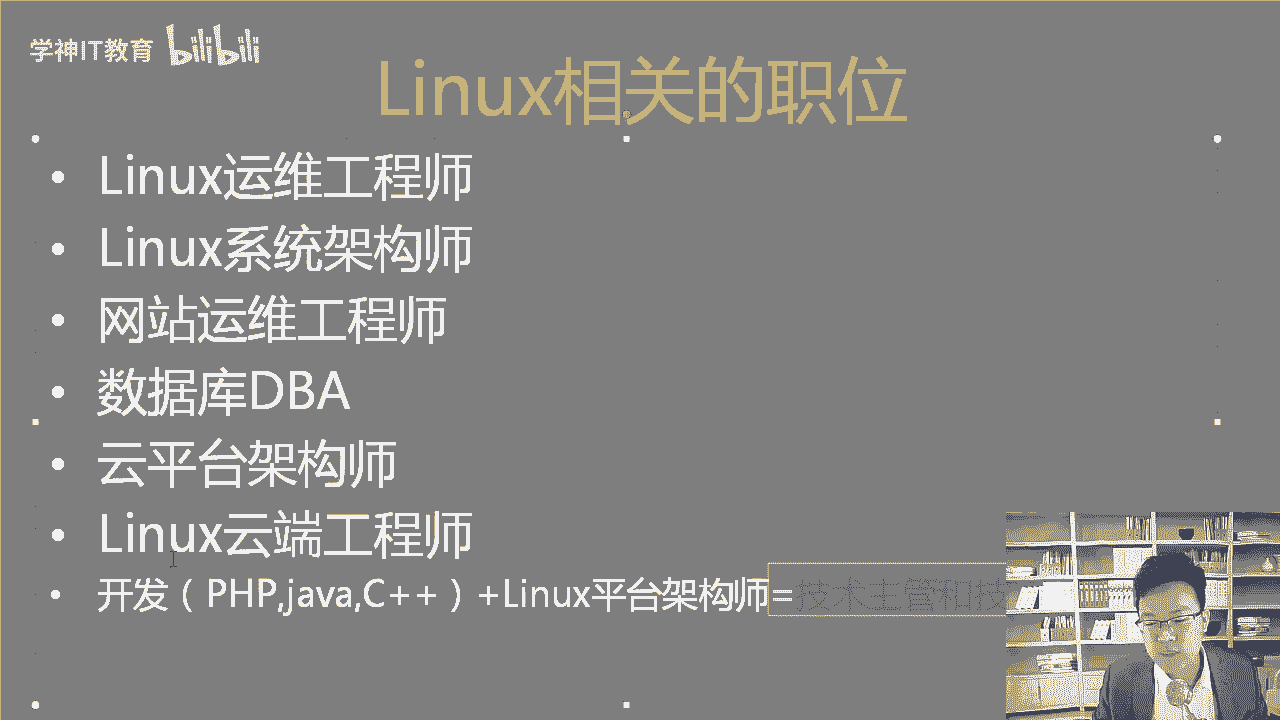 学神IT教育 bilibili
Linux相关的职位
• Linux运维工程师
• Linux系统架构师
• 网站运维工程师
• 数据库DBA
• 云平台架构师
• Linux云端工程师
• 开发（PHP,java,C++）+Linux平台架构师=技术主管和技